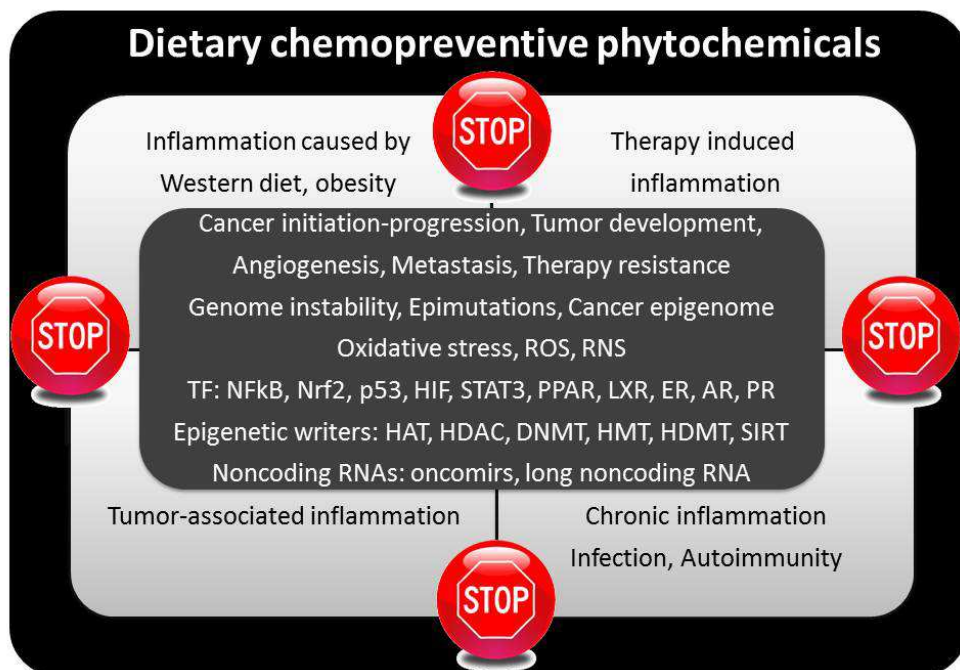 Dietary chemopreventive phytochemicals
STOP
Inflammation caused by
Western diet, obesity
Therapy induced
inflammation
Cancer initiation-progression, Tumor development,
Angiogenesis, Metastasis, Therapy resistance
Genome instability, Epimutations, Cancer epigenome
Oxidative stress, ROS, RNS
TF: NFkB, Nrf2, p53, HIF, STAT3, PPAR, LXR, ER, AR, PR
Epigenetic writers: HAT, HDAC, DNMT, HMT, HDMT, SIRT
Noncoding RNAs: oncomirs, long noncoding RNA
STOP
STOP
Tumor-associated inflammation
Chronic inflammation
Infection, Autoimmunity
STOP